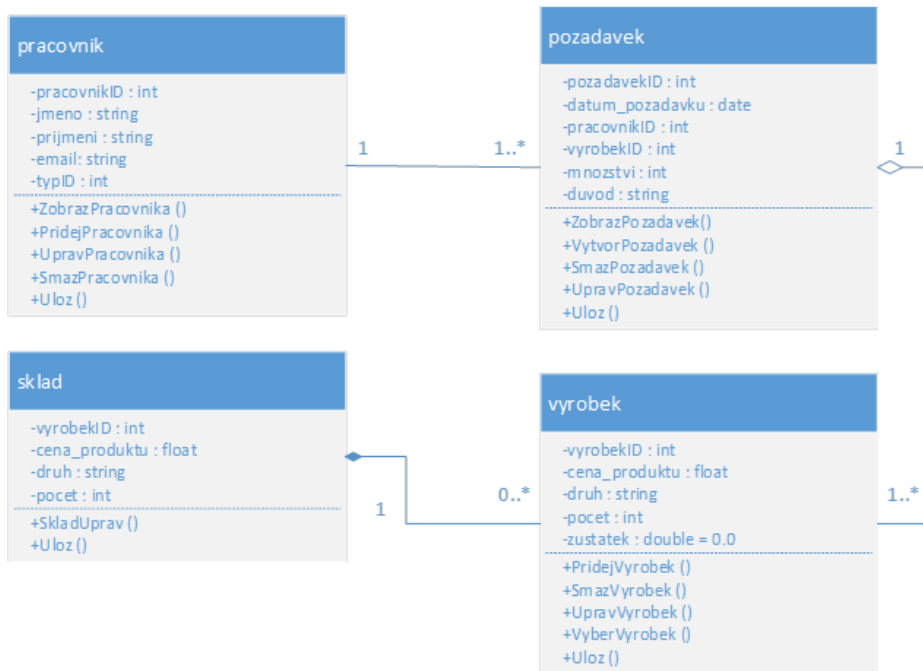 pracovnik
-pracovnikID : int
-jmeno : string
-prijmeni : string
-email: string
-typID : int
+ZobrazPracovnika ()
+PridejPracovnika ()
+UpravPracovnika ()
+SmazPracovnika ()
+Uloz ()
1
1..*
pozadavek
-pozadavekID : int
-datum_pozadavku : date
-pracovnikID : int
-vyrobekID : int
-mnozstvi : int
-duvod : string
+ZobrazPozadavek()
+VytvorPozadavek ()
+SmazPozadavek ()
+UpravPozadavek ()
+Uloz ()
1
sklad
-vyrobekID : int
-cena_produktu : float
-druh : string
-pocet : int
+SkladUprav ()
+Uloz ()
1
0..*
vyrobek
-vyrobekID : int
-cena_produktu : float
-druh : string
-pocet : int
-zustatek : double = 0.0
+PridejVyrobek ()
+SmazVyrobek ()
+UpravVyrobek ()
+VyberVyrobek ()
+Uloz ()
1..*